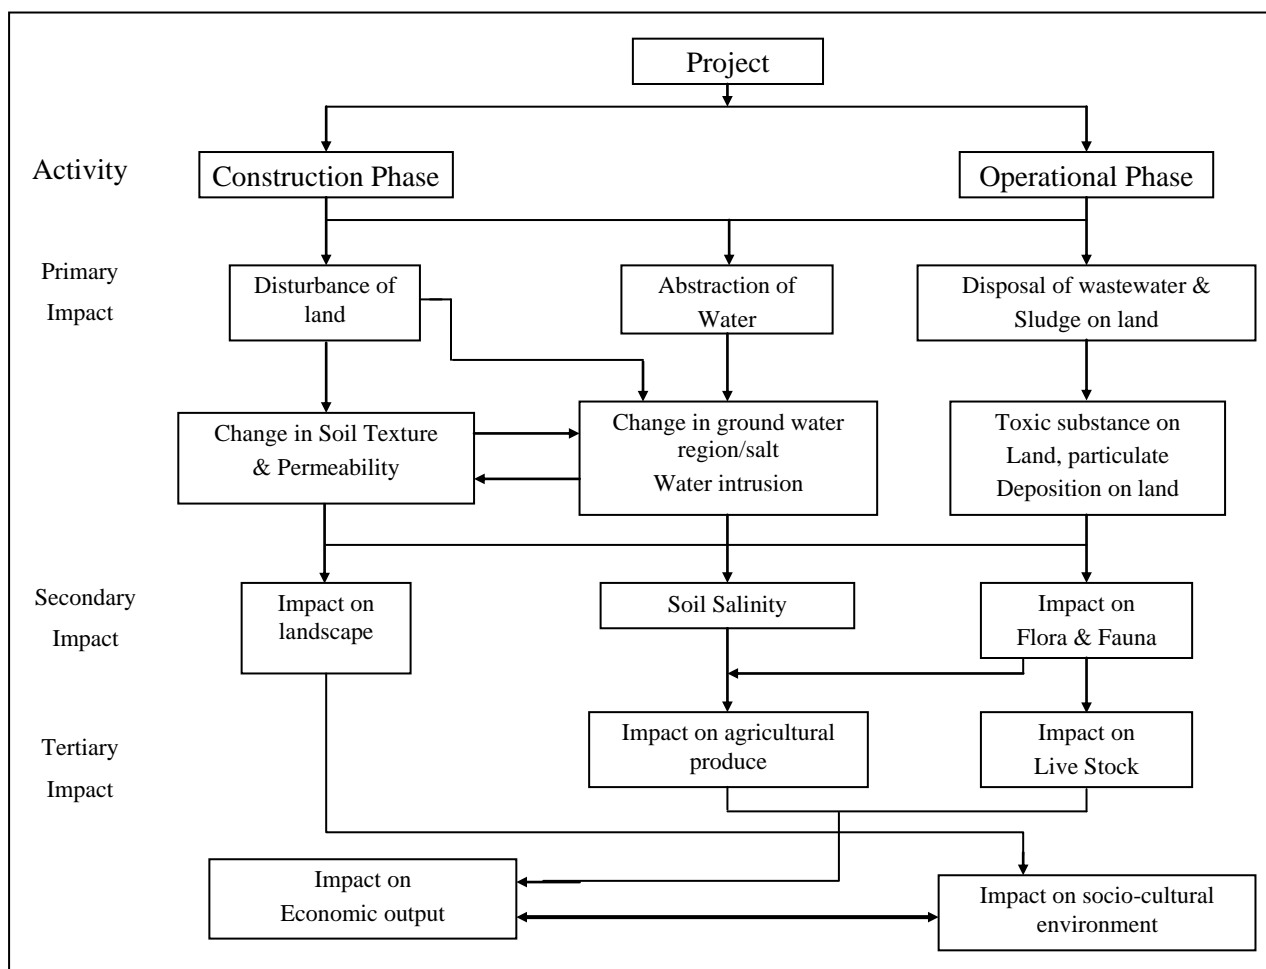 Project
Activity
Construction Phase
Operational Phase
Primary
Impact
Disturbance of
land
Abstraction of
Water
Disposal of wastewater &
Sludge on land
Change in Soil Texture
& Permeability
Change in ground water
region/salt
Water intrusion
Toxic substance on
Land, particulate
Deposition on land
Secondary
Impact
Impact on
landscape
Soil Salinity
Impact on
Flora & Fauna
Tertiary
Impact
Impact on agricultural
produce
Impact on
Live Stock
Impact on
Economic output
Impact on socio-cultural
environment